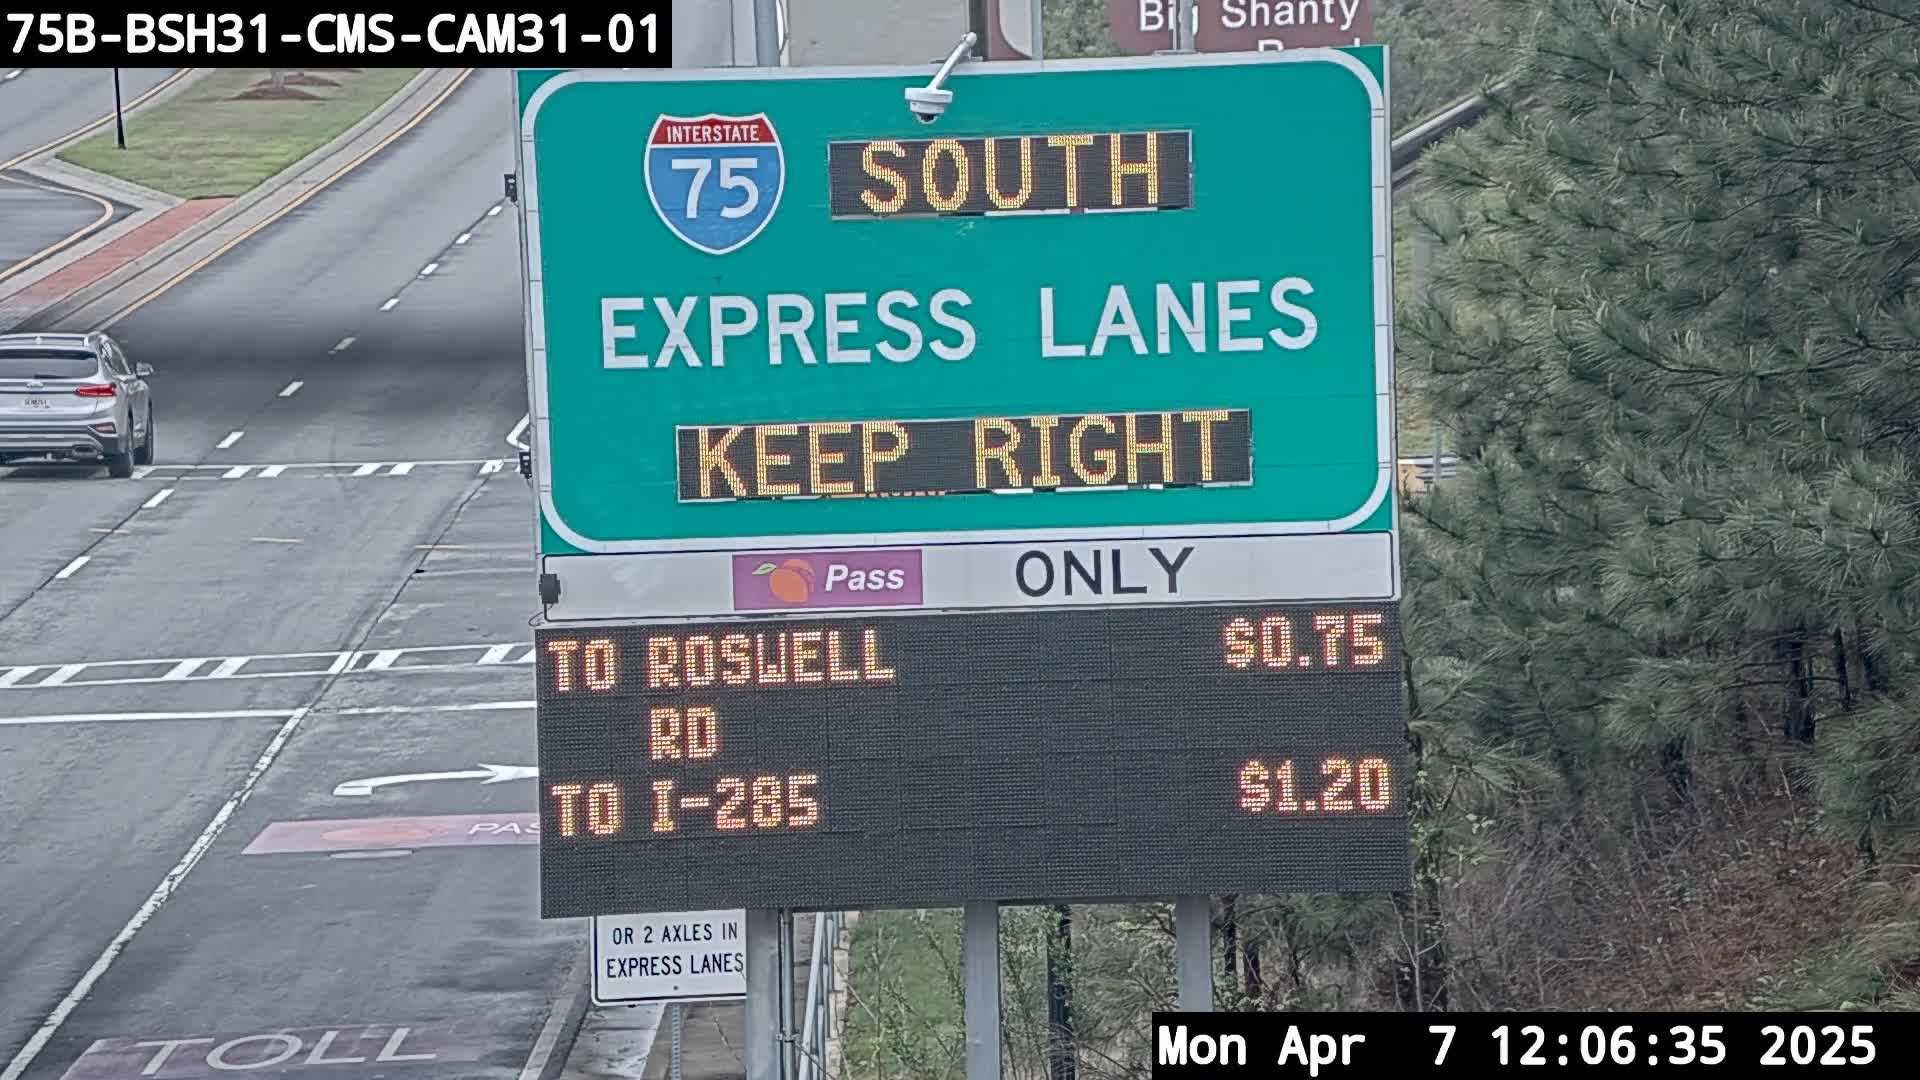 75B-BSH31-CMS-CAM31-01
Big Shanty
INTERSTATE
75
SOUTH
EXPRESS LANES
KEEP RIGHT
Pass ONLY
TO ROSWELL $0.75
RD
TO I-285 $1.20
OR 2 AXLES IN
EXPRESS LANES
TOLL
Mon Apr 7 12:06:35 2025